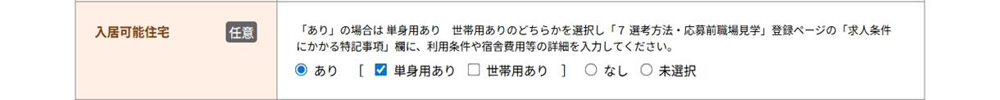 入居可能住宅 任意
「あり」の場合は 単身用あり　世帯用ありのどちらかを選択し「７ 選考方法・応募前職場見学」登録ページの「求人条件
にかかる特記事項」欄に、利用条件や宿舎費用等の詳細を入力してください。
あり ［ 単身用あり 世帯用あり ］ なし 未選択